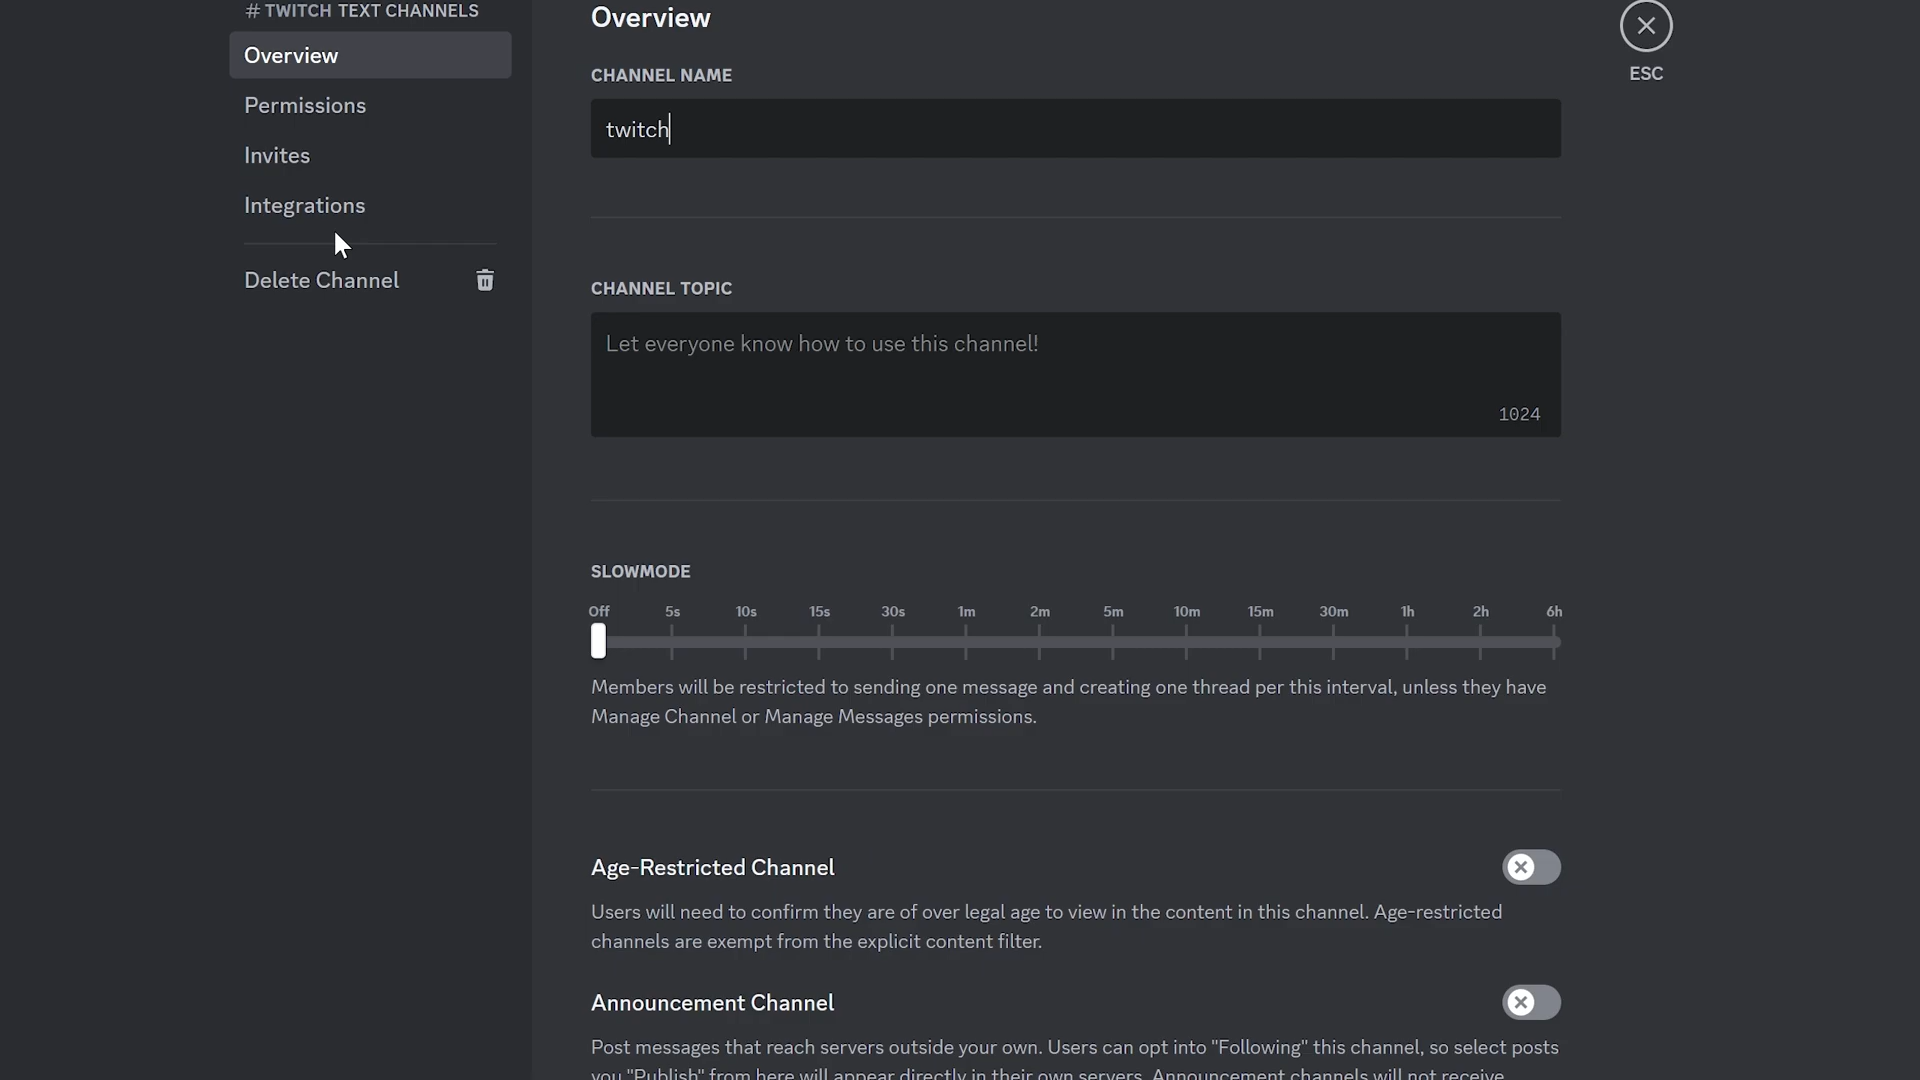 # TWITCH TEXT CHANNELS
Overview
Permissions
Invites
Integrations
Delete Channel
Overview
ESC
CHANNEL NAME
twitch
CHANNEL TOPIC
Let everyone know how to use this channel!
1024
SLOWMODE
Off 5s 10s 15s 30s 1m 2m 5m 10m 15m 30m 1h 2h 6h
Members will be restricted to sending one message and creating one thread per this interval, unless they have
Manage Channel or Manage Messages permissions.
Age-Restricted Channel
Users will need to confirm they are of over legal age to view in the content in this channel. Age-restricted
channels are exempt from the explicit content filter.
Announcement Channel
Post messages that reach servers outside your own. Users can opt into "Following" this channel, so select posts
you "Publish" from here will appear directly in their own servers. Announcement channels will not receive